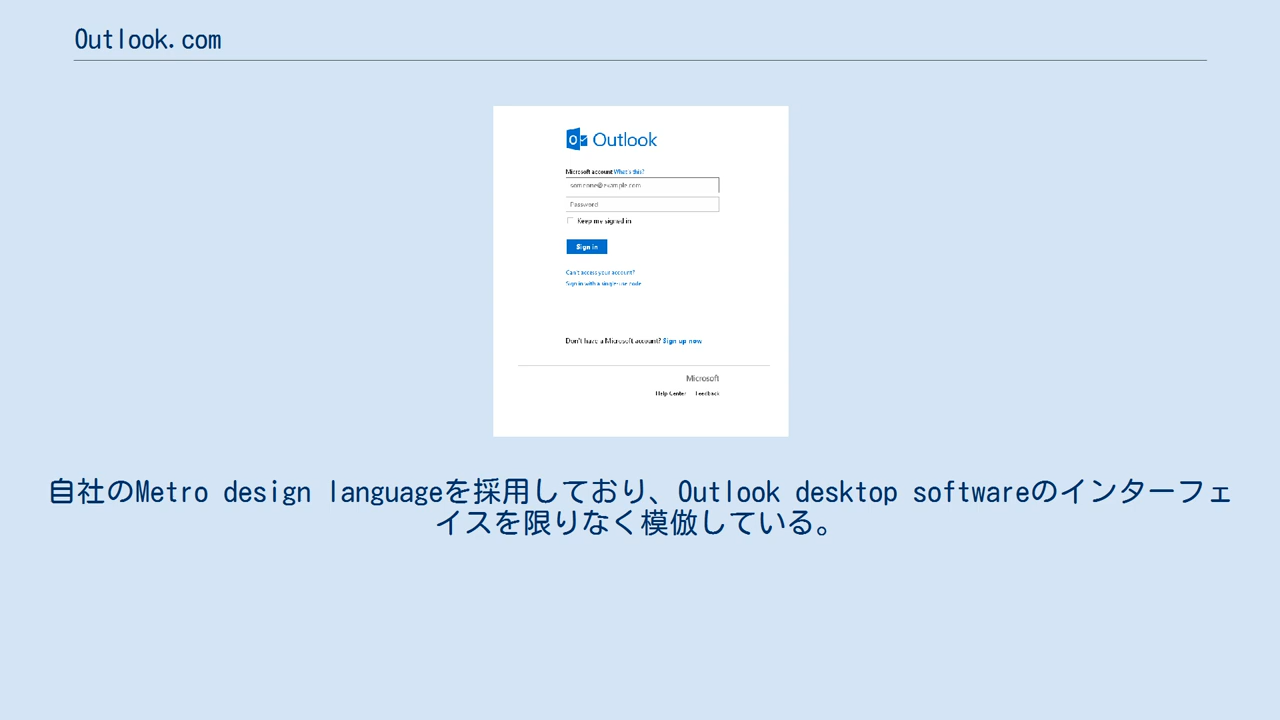 Outlook.com
Outlook
Microsoft account What's this?
someone@example.com
Password
Keep me signed in
Sign in
Can't access your account?
Sign in with a single-use code
Don't have a Microsoft account? Sign up now
Microsoft
Help Center Feedback
自社のMetro design languageを採用しており、Outlook desktop softwareのインターフェ
イスを限りなく模倣している。